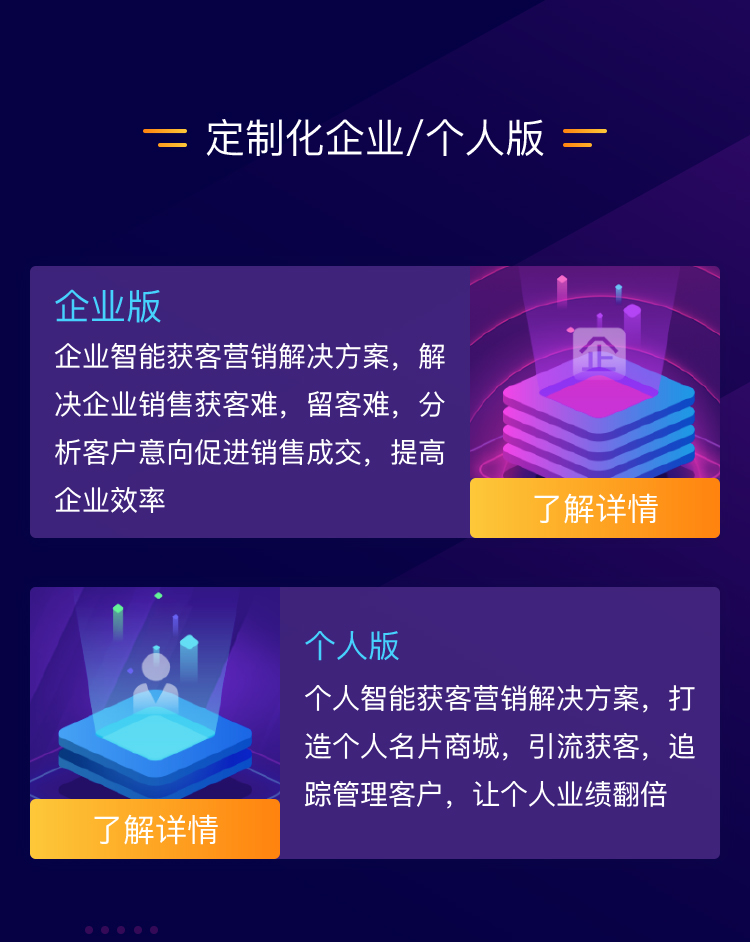 定制化企业/个人版
企业版
企业智能获客营销解决方案，解
决企业销售获客难，留客难，分
析客户意向促进销售成交，提高
企业效率
企
了解详情
个人版
个人智能获客营销解决方案，打
造个人名片商城，引流获客，追
踪管理客户，让个人业绩翻倍
了解详情